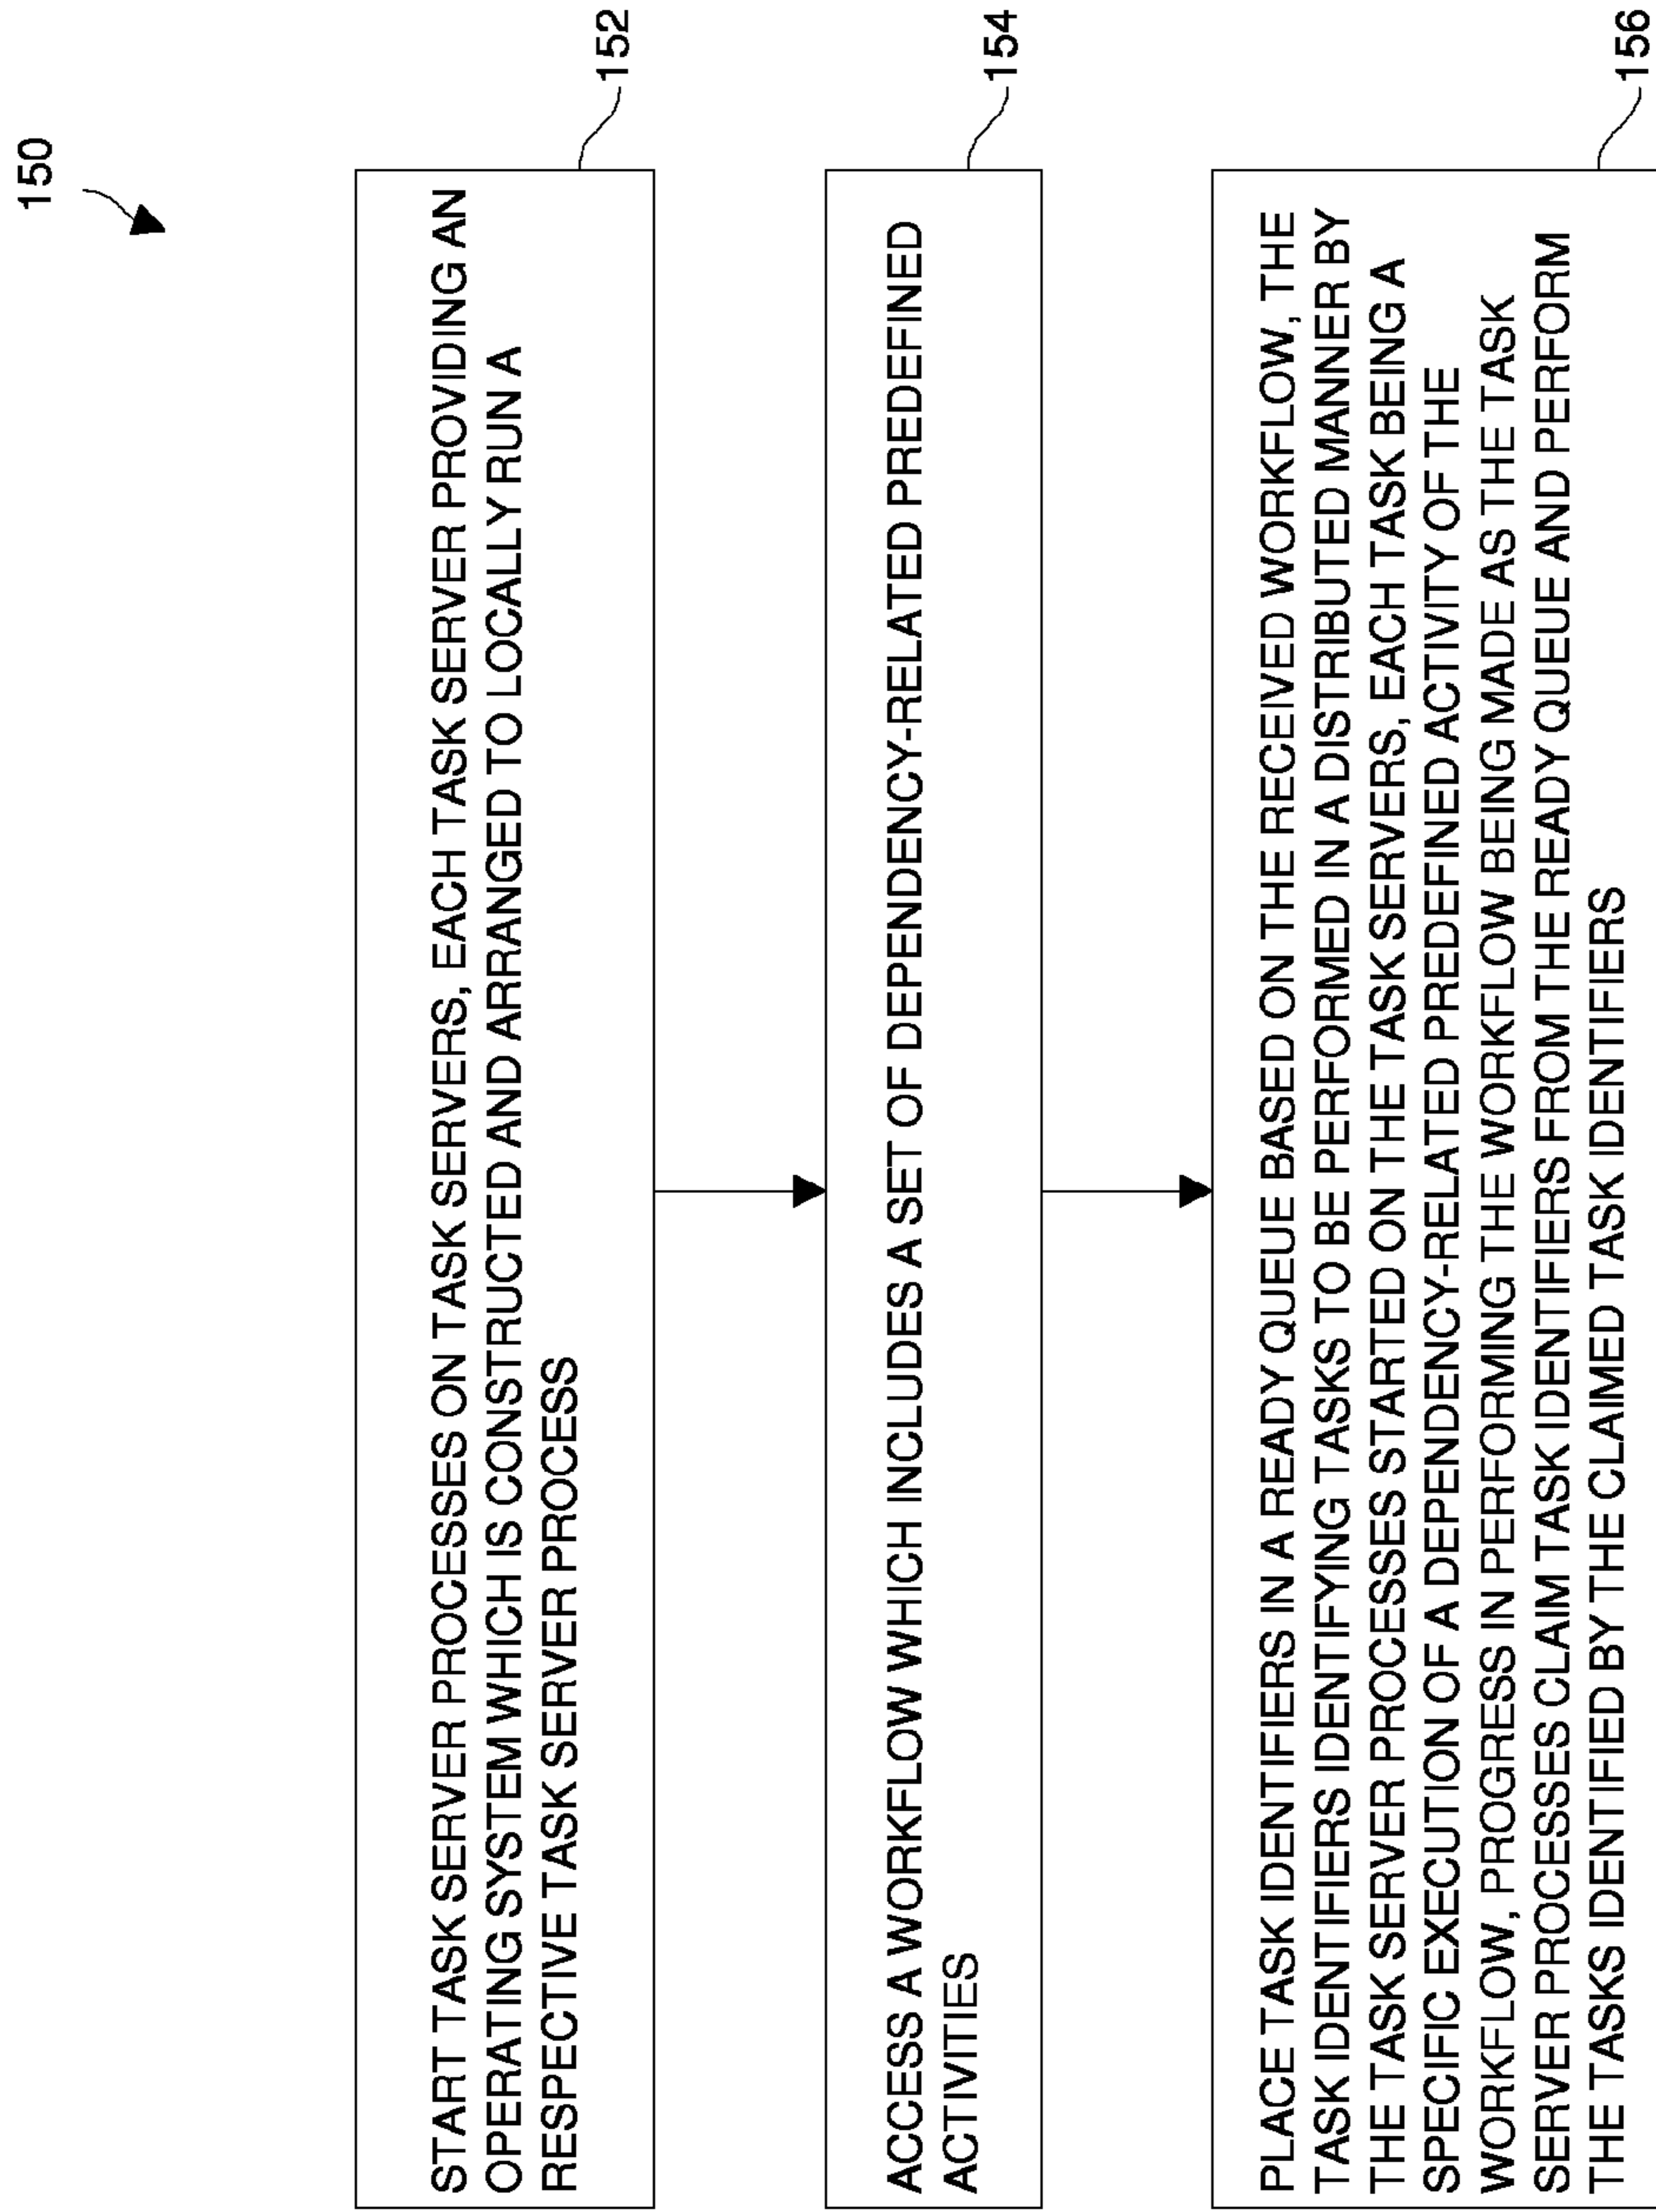 150
START TASK SERVER PROCESSES ON TASK SERVERS, EACH TASK SERVER PROVIDING AN
OPERATING SYSTEM WHICH IS CONSTRUCTED AND ARRANGED TO LOCALLY RUN A
RESPECTIVE TASK SERVER PROCESS
152
ACCESS A WORKFLOW WHICH INCLUDES A SET OF DEPENDENCY-RELATED PREDEFINED
ACTIVITIES
154
PLACE TASK IDENTIFIERS IN A READY QUEUE BASED ON THE RECEIVED WORKFLOW, THE
TASK IDENTIFIERS IDENTIFYING TASKS TO BE PERFORMED IN A DISTRIBUTED MANNER BY
THE TASK SERVER PROCESSES STARTED ON THE TASK SERVERS, EACH TASK BEING A
SPECIFIC EXECUTION OF A DEPENDENCY-RELATED PREDEFINED ACTIVITY OF THE
WORKFLOW, PROGRESS IN PERFORMING THE WORKFLOW BEING MADE AS THE TASK
SERVER PROCESSES CLAIM TASK IDENTIFIERS FROM THE READY QUEUE AND PERFORM
THE TASKS IDENTIFIED BY THE CLAIMED TASK IDENTIFIERS
156